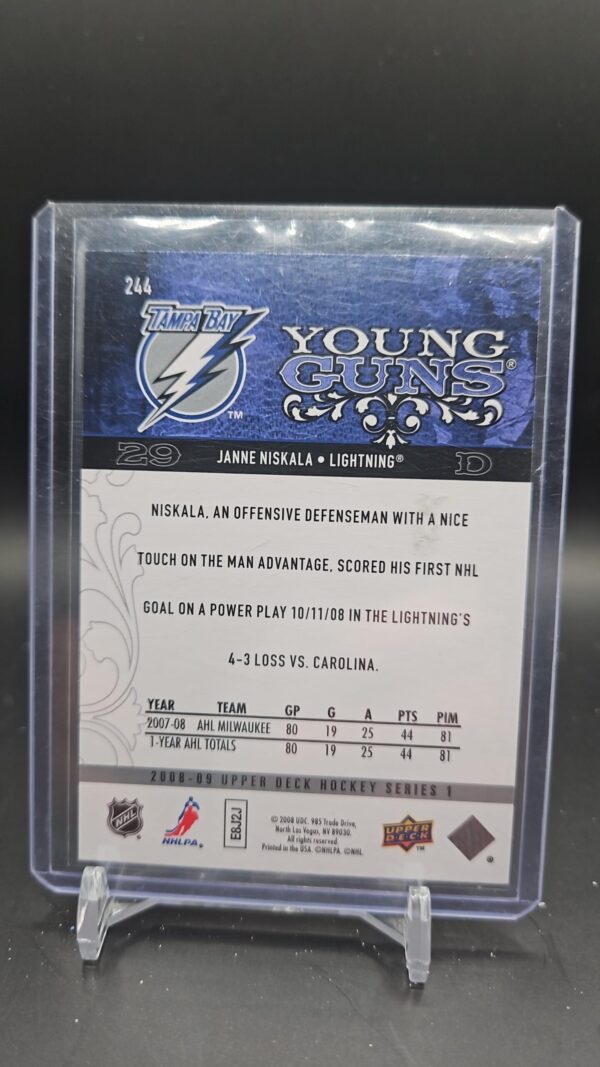 244
TAMPA BAY
TM
YOUNG
GUNS®
29 JANNE NISKALA • LIGHTNING® D
NISKALA, AN OFFENSIVE DEFENSEMAN WITH A NICE
TOUCH ON THE MAN ADVANTAGE, SCORED HIS FIRST NHL
GOAL ON A POWER PLAY 10/11/08 IN THE LIGHTNING'S
4-3 LOSS VS. CAROLINA.
YEAR TEAM GP G A PTS PIM
2007-08 AHL MILWAUKEE 80 19 25 44 81
1-YEAR AHL TOTALS 80 19 25 44 81
2008-09 UPPER DECK HOCKEY SERIES 1
NHL
NHLPA
E8J2J
© 2008 UDC. 985 Trade Drive,
North Las Vegas, NV 89030.
All rights reserved.
Printed in the USA. ©NHLPA. ©NHL.
UPPER
DECK
TM